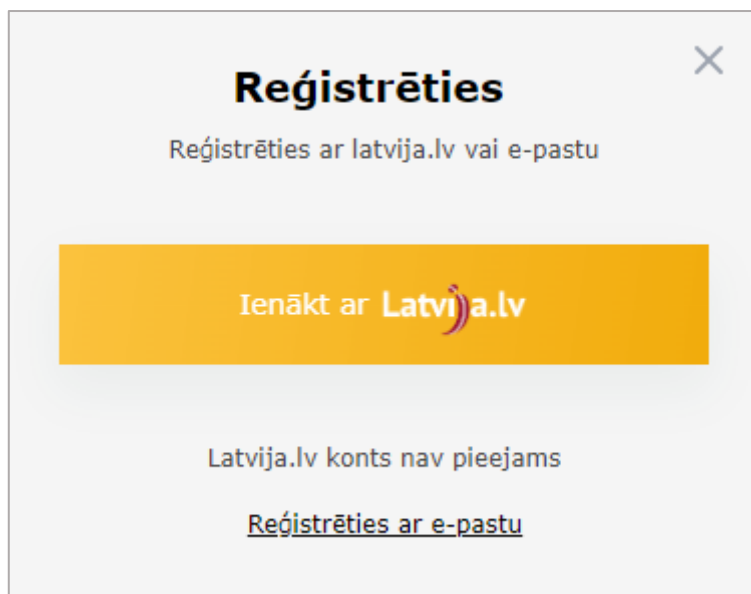 Reģistrēties
Reģistrēties ar latvija.lv vai e-pastu
Ienākt ar Latvija.lv
Latvija.lv konts nav pieejams
Reģistrēties ar e-pastu